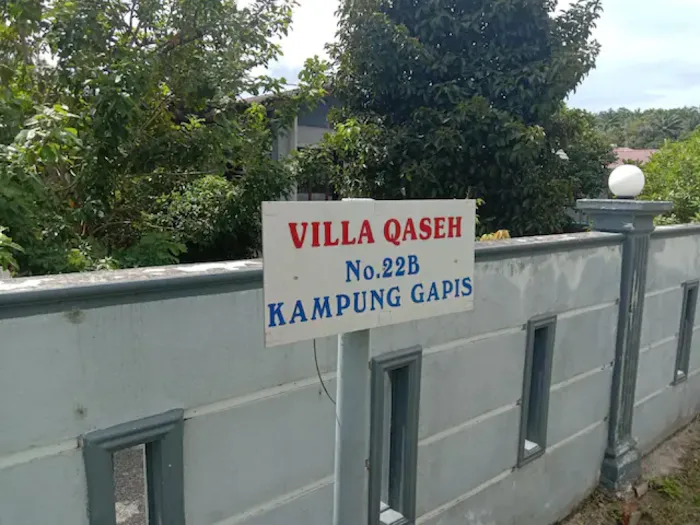 VILLA QASEH
No.22B
KAMPUNG GAPIS